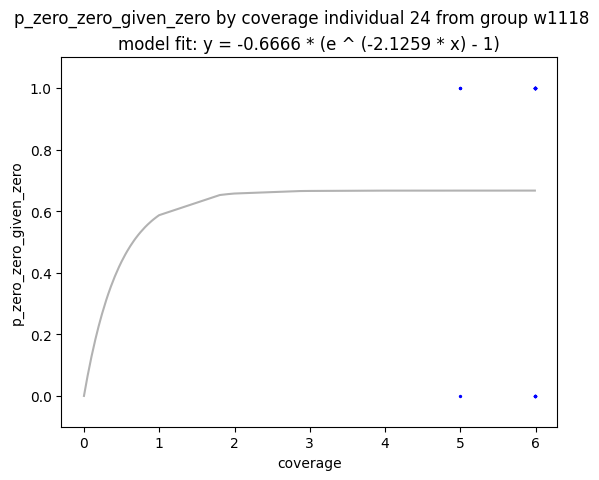 p_zero_zero_given_zero by coverage individual 24 from group w1118
model fit: y = -0.6666 * (e ^ (-2.1259 * x) - 1)
1.0
0.8
0.6
0.4
0.2
0.0
p_zero_zero_given_zero
0 1 2 3 4 5 6
coverage